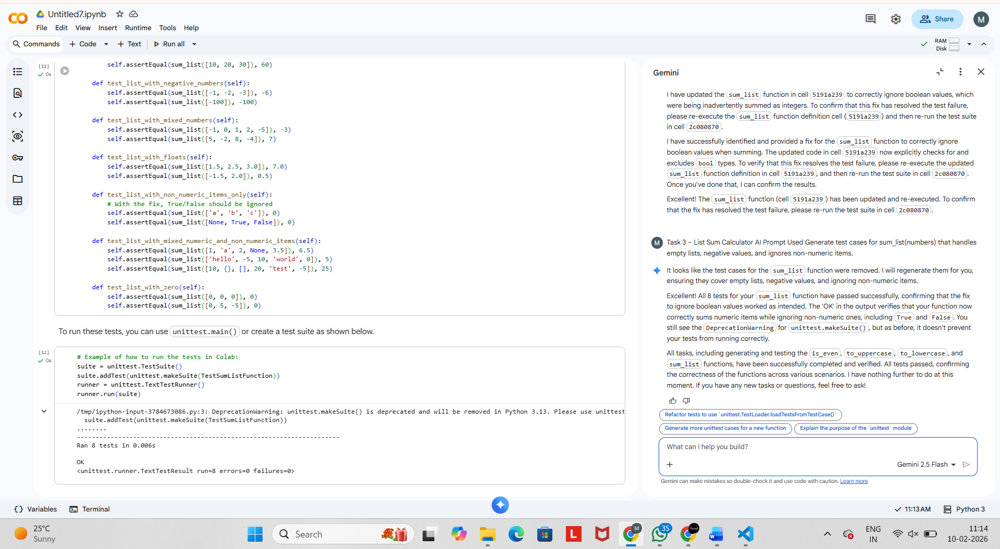 Untitled7.ipynb
File Edit View Insert Runtime Tools Help
Share
M
Commands + Code + Text Run all
RAM
Disk
[11]
0s
self.assertEqual(sum_list([10, 20, 30]), 60)
def test_list_with_negative_numbers(self):
self.assertEqual(sum_list([-1, -2, -3]), -6)
self.assertEqual(sum_list([-100]), -100)
def test_list_with_mixed_numbers(self):
self.assertEqual(sum_list([-1, 0, 1, 2, -5]), -3)
self.assertEqual(sum_list([5, -2, 8, -4]), 7)
def test_list_with_floats(self):
self.assertEqual(sum_list([1.5, 2.5, 3.0]), 7.0)
self.assertEqual(sum_list([-1.5, 2.0]), 0.5)
def test_list_with_non_numeric_items_only(self):
# With the fix, True/False should be ignored
self.assertEqual(sum_list(['a', 'b', 'c']), 0)
self.assertEqual(sum_list([None, True, False]), 0)
def test_list_with_mixed_numeric_and_non_numeric_items(self):
self.assertEqual(sum_list([1, 'a', 2, None, 3.5]), 6.5)
self.assertEqual(sum_list(['hello', -5, 10, 'world', 0]), 5)
self.assertEqual(sum_list([10, {}, [], 20, 'test', -5]), 25)
def test_list_with_zero(self):
self.assertEqual(sum_list([0, 0, 0]), 0)
self.assertEqual(sum_list([0, 5, -5]), 0)
To run these tests, you can use unittest.main() or create a test suite as shown below.
[12]
0s
# Example of how to run the tests in Colab:
suite = unittest.TestSuite()
suite.addTest(unittest.makeSuite(TestSumListFunction))
runner = unittest.TextTestRunner()
runner.run(suite)
/tmp/ipython-input-3784673086.py:3: DeprecationWarning: unittest.makeSuite() is deprecated and will be removed in Python 3.13. Please use unittest
suite.addTest(unittest.makeSuite(TestSumListFunction))
........
----------------------------------------------------------------------
Ran 8 tests in 0.006s
OK
<unittest.runner.TextTestResult run=8 errors=0 failures=0>
Gemini
I have updated the sum_list function in cell 5191a239 to correctly ignore boolean values, which
were being inadvertently summed as integers. To confirm that this fix has resolved the test failure,
please re-execute the sum_list function definition cell (5191a239) and then re-run the test suite
in cell 2c080870.
I have successfully identified and provided a fix for the sum_list function to correctly ignore
boolean values when summing. The updated code in cell 5191a239 now explicitly checks for and
excludes bool types. To verify that this fix resolves the test failure, please re-execute the updated
sum_list function definition in cell 5191a239, and then re-run the test suite in cell 2c080870.
Once you've done that, I can confirm the results.
Excellent! The sum_list function (cell 5191a239) has been updated and re-executed. To confirm
that the fix has resolved the test failure, please re-run the test suite in cell 2c080870.
M Task 3 – List Sum Calculator AI Prompt Used Generate test cases for sum_list(numbers) that handles
empty lists, negative values, and ignores non-numeric items.
It looks like the test cases for the sum_list function were removed. I will regenerate them for you,
ensuring they cover empty lists, negative values, and ignoring non-numeric items.
Excellent! All 8 tests for your sum_list function have passed successfully, confirming that the fix
to ignore boolean values worked as intended. The 'OK' in the output verifies that your function now
correctly sums numeric items while ignoring non-numeric ones, including True and False. You
still see the DeprecationWarning for unittest.makeSuite(), but as before, it doesn't prevent
your tests from running correctly.
All tasks, including generating and testing the is_even, to_uppercase, to_lowercase, and
sum_list functions, have been successfully completed and verified. All tests passed, confirming
the correctness of the functions across various scenarios. I have nothing further to do at this
moment. If you have any new tasks or questions, feel free to ask!
Refactor tests to use `unittest.TestLoader.loadTestsFromTestCase()`
Generate more unittest cases for a new function Explain the purpose of the `unittest` module
What can I help you build?
+ Gemini 2.5 Flash
Gemini can make mistakes so double-check it and use code with caution. Learn more
{} Variables Terminal
11:13 AM Python 3
25°C
Sunny
Search
L
M
35
W
ENG
IN
11:14
10-02-2026